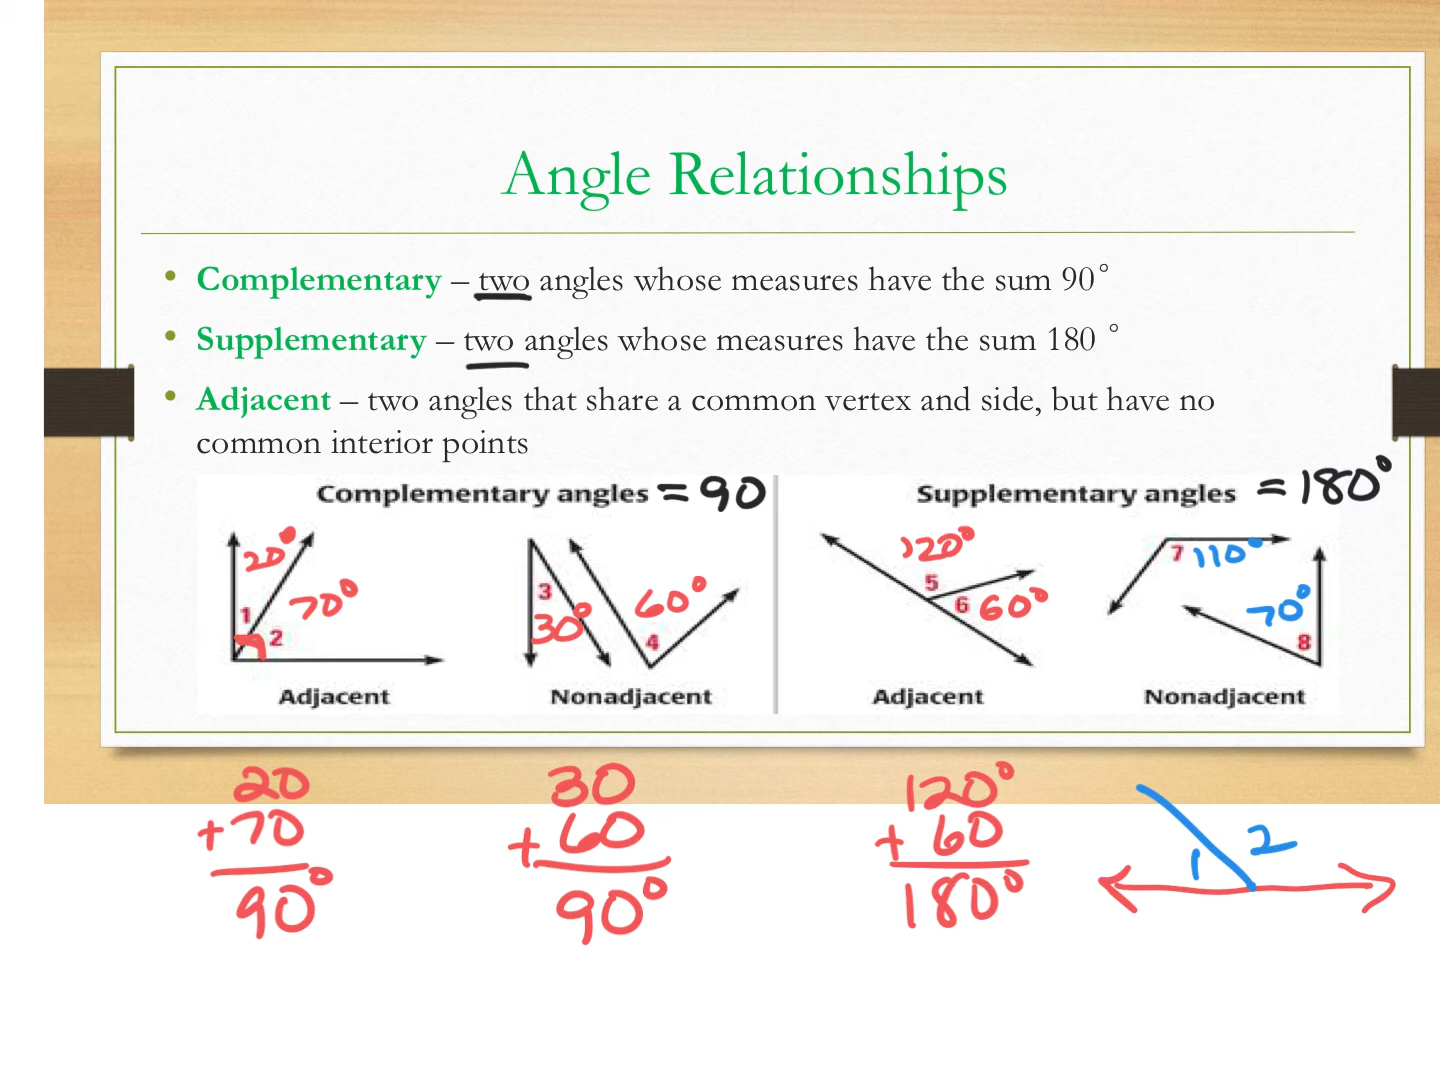 Angle Relationships
• Complementary – two angles whose measures have the sum 90°
• Supplementary – two angles whose measures have the sum 180 °
• Adjacent – two angles that share a common vertex and side, but have no
common interior points
Complementary angles = 90
20°
70°
1
2
Adjacent
3
30°
60°
4
Nonadjacent
Supplementary angles = 180°
120°
5
6 60°
Adjacent
7 110°
70°
8
Nonadjacent
20
+70
90°
30
+ 60
90°
120°
+ 60
180°
1 2